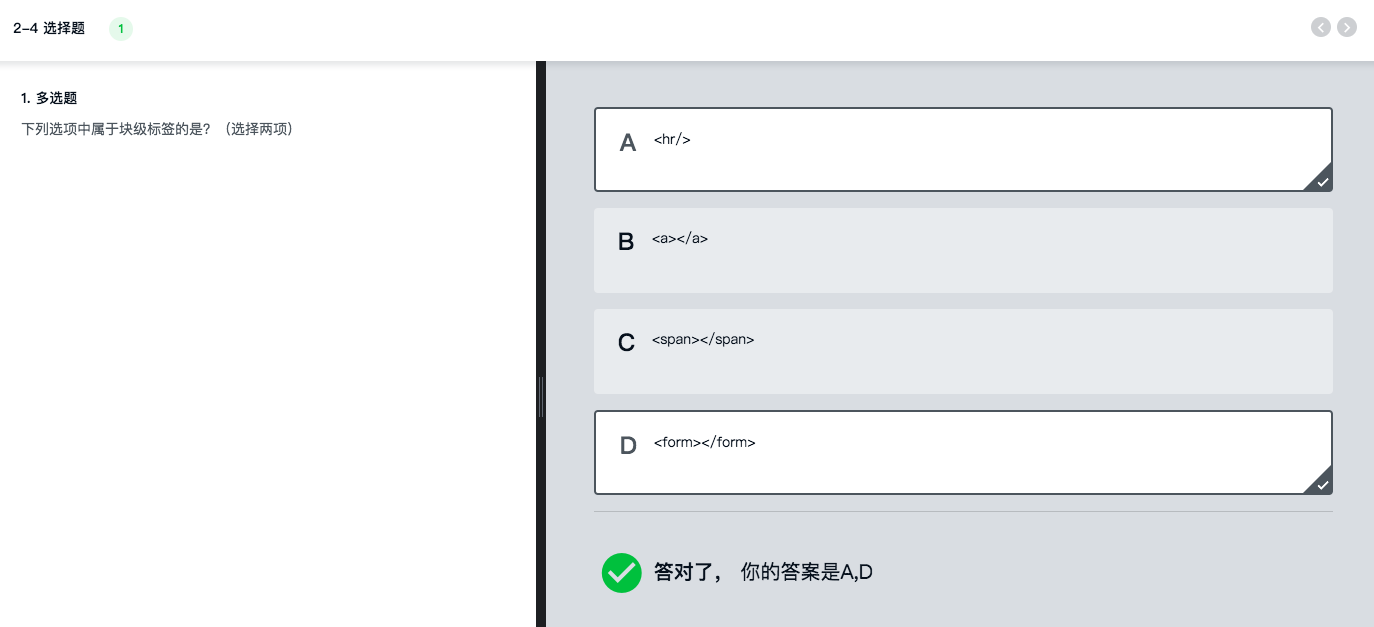 2-4 选择题 1
1. 多选题
下列选项中属于块级标签的是？（选择两项）
A <hr/>
B <a></a>
C <span></span>
D <form></form>
答对了， 你的答案是A,D